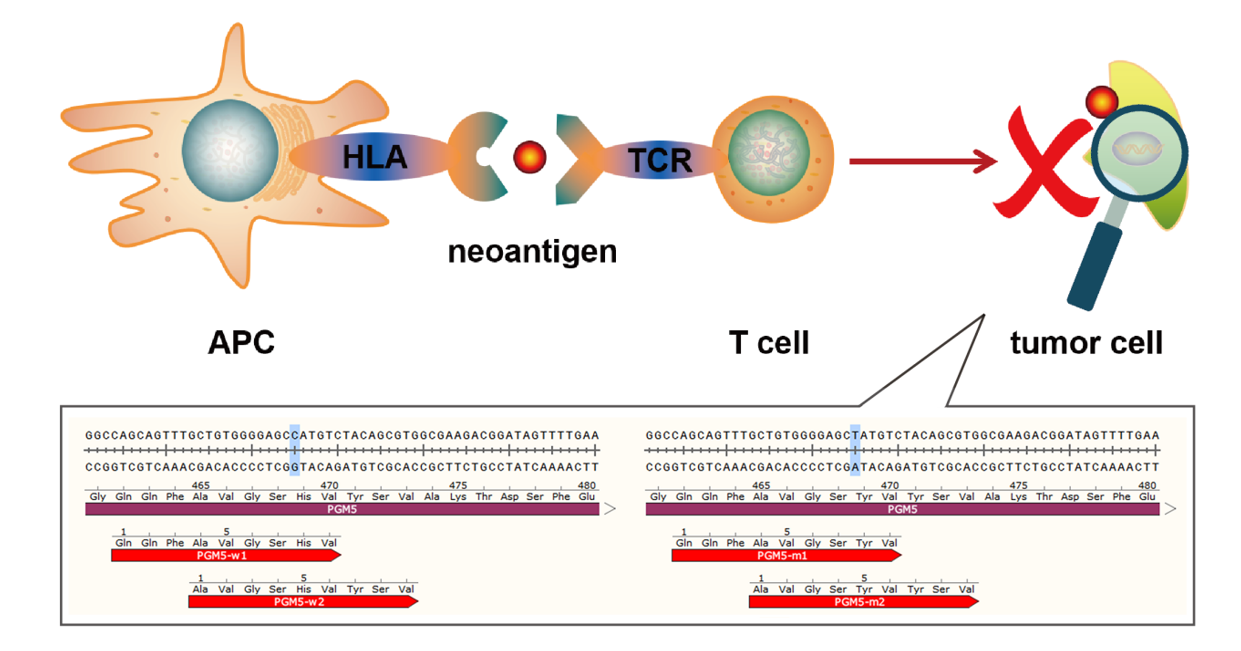 HLA
TCR
neoantigen
APC
T cell
tumor cell
GGCCAGCAGTTTGCTGTGGGGAGCCATGTCTACAGCGTGGCGAAGACGGATAGTTTTGAA
CCGGTCGTCAAACGACACCCCTCGGTACAGATGTCGCACCGCTTCTGCCTATCAAAACTT
465 470 475 480
Gly Gln Gln Phe Ala Val Gly Ser His Val Tyr Ser Val Ala Lys Thr Asp Ser Phe Glu
PGM5
1 5
Gln Gln Phe Ala Val Gly Ser His Val
PGM5-w1
1 5
Ala Val Gly Ser His Val Tyr Ser Val
PGM5-w2
GGCCAGCAGTTTGCTGTGGGGAGCTATGTCTACAGCGTGGCGAAGACGGATAGTTTTGAA
CCGGTCGTCAAACGACACCCCTCGATACAGATGTCGCACCGCTTCTGCCTATCAAAACTT
465 470 475 480
Gly Gln Gln Phe Ala Val Gly Ser Tyr Val Tyr Ser Val Ala Lys Thr Asp Ser Phe Glu
PGM5
1 5
Gln Gln Phe Ala Val Gly Ser Tyr Val
PGM5-m1
1 5
Ala Val Gly Ser Tyr Val Tyr Ser Val
PGM5-m2